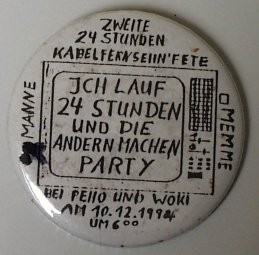 ZWEITE
24 STUNDEN
KABELFERNSEHN'FETE
JCH LAUF
24 STUNDEN
UND DIE
ANDERN MACHEN
PARTY
MANNE
MEMME
BEI PEIIO UND WOKI
AM 10.12.1994
UM 6⁰⁰